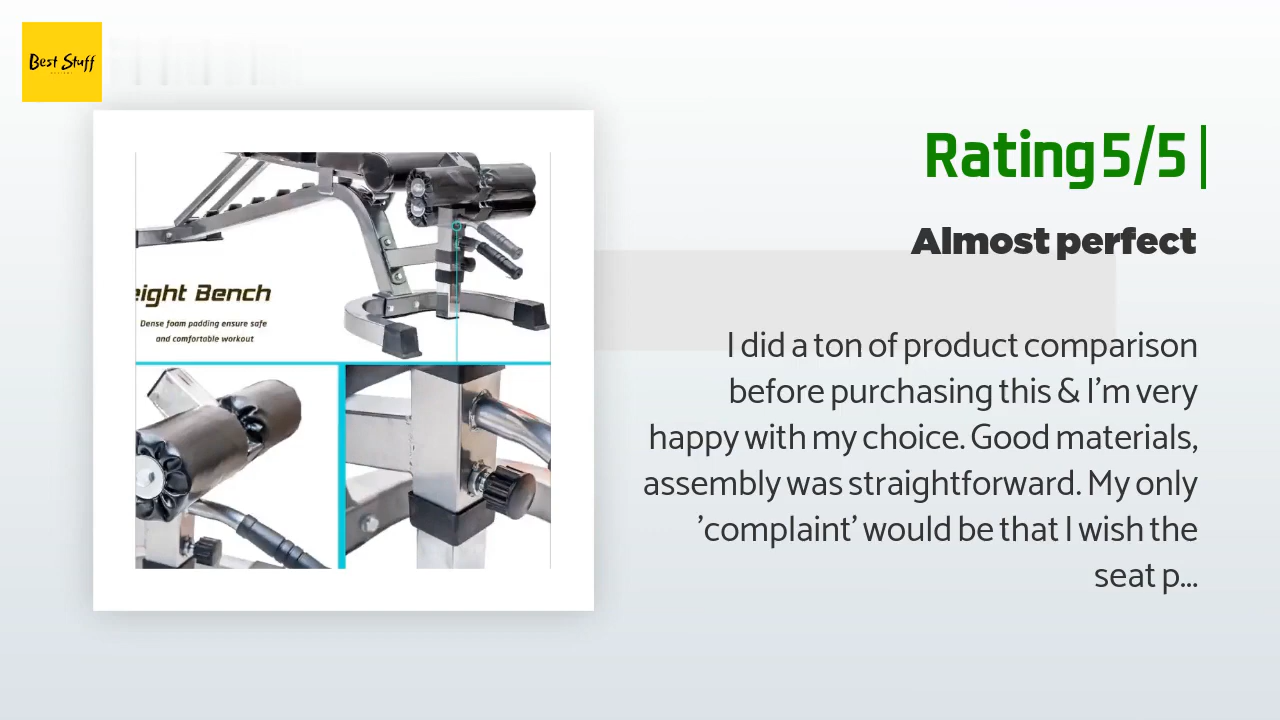 Best Stuff
Rating 5/5 |
Almost perfect
eight Bench
Dense foam padding ensure safe
and comfortable workout
I did a ton of product comparison
before purchasing this & I'm very
happy with my choice. Good materials,
assembly was straightforward. My only
'complaint' would be that I wish the
seat p...